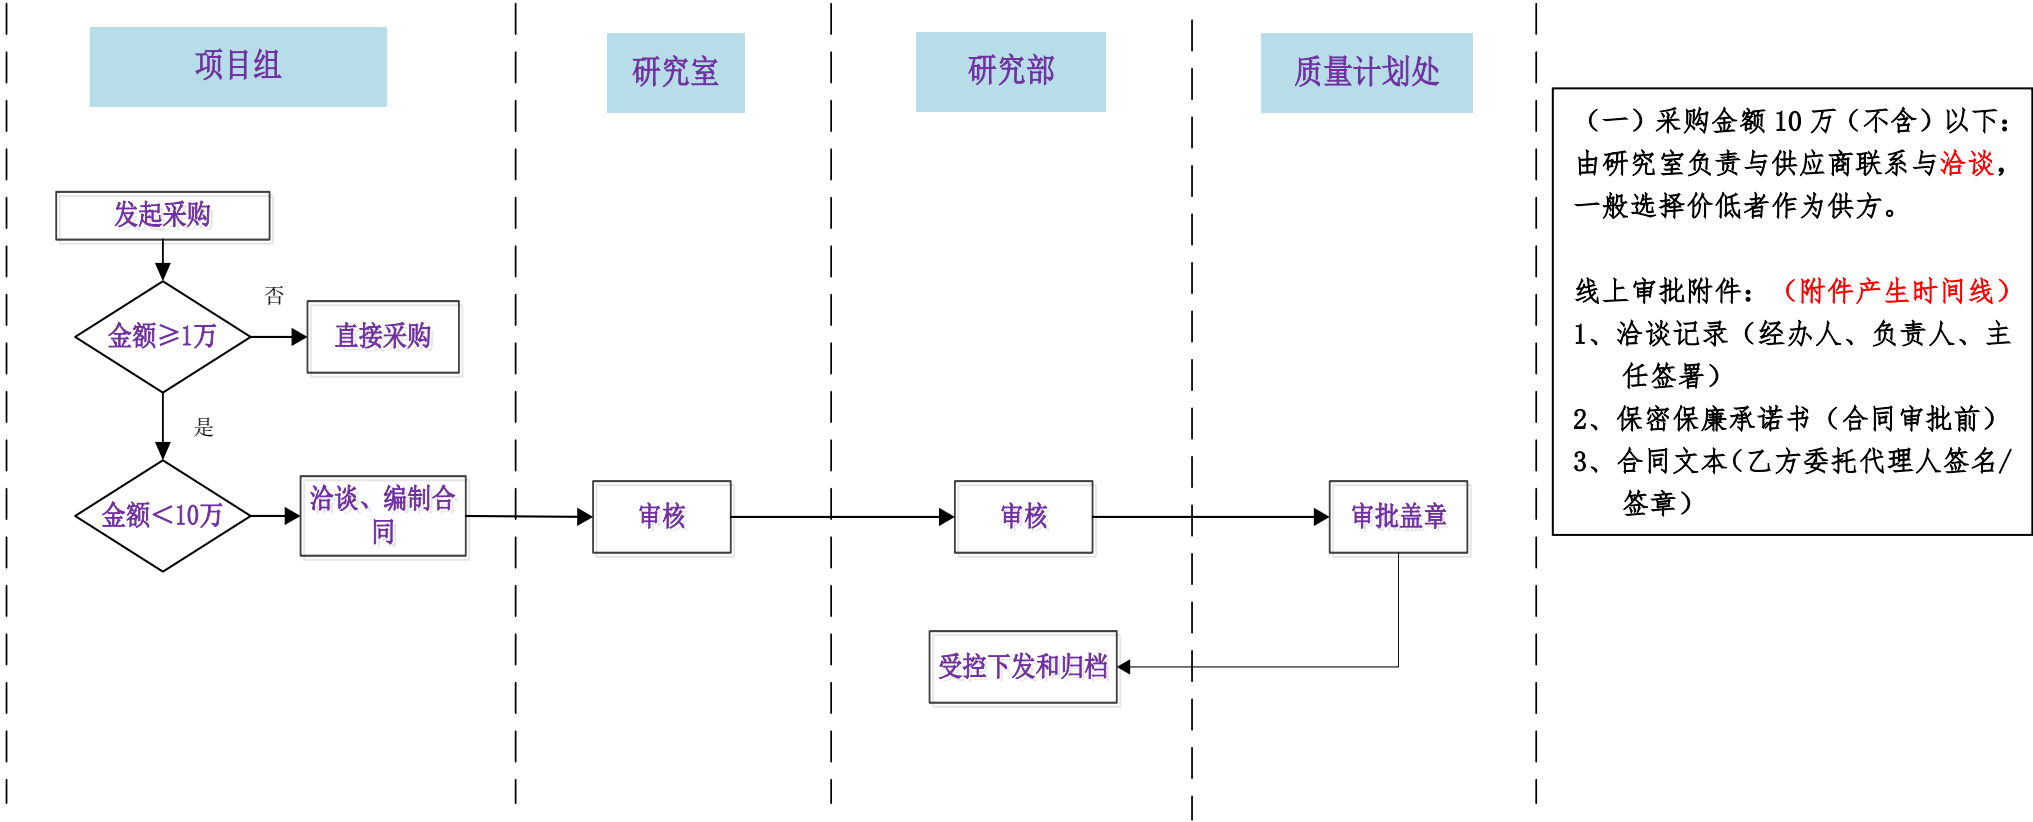 项目组
研究室
研究部
质量计划处
发起采购
金额≥1万
否
直接采购
是
金额<10万
洽谈、编制合
同
审核
审核
审批盖章
受控下发和归档
（一）采购金额10万（不含）以下：
由研究室负责与供应商联系与洽谈，
一般选择价低者作为供方。
线上审批附件：（附件产生时间线）
1、洽谈记录（经办人、负责人、主
任签署）
2、保密保廉承诺书（合同审批前）
3、合同文本（乙方委托代理人签名/
签章）